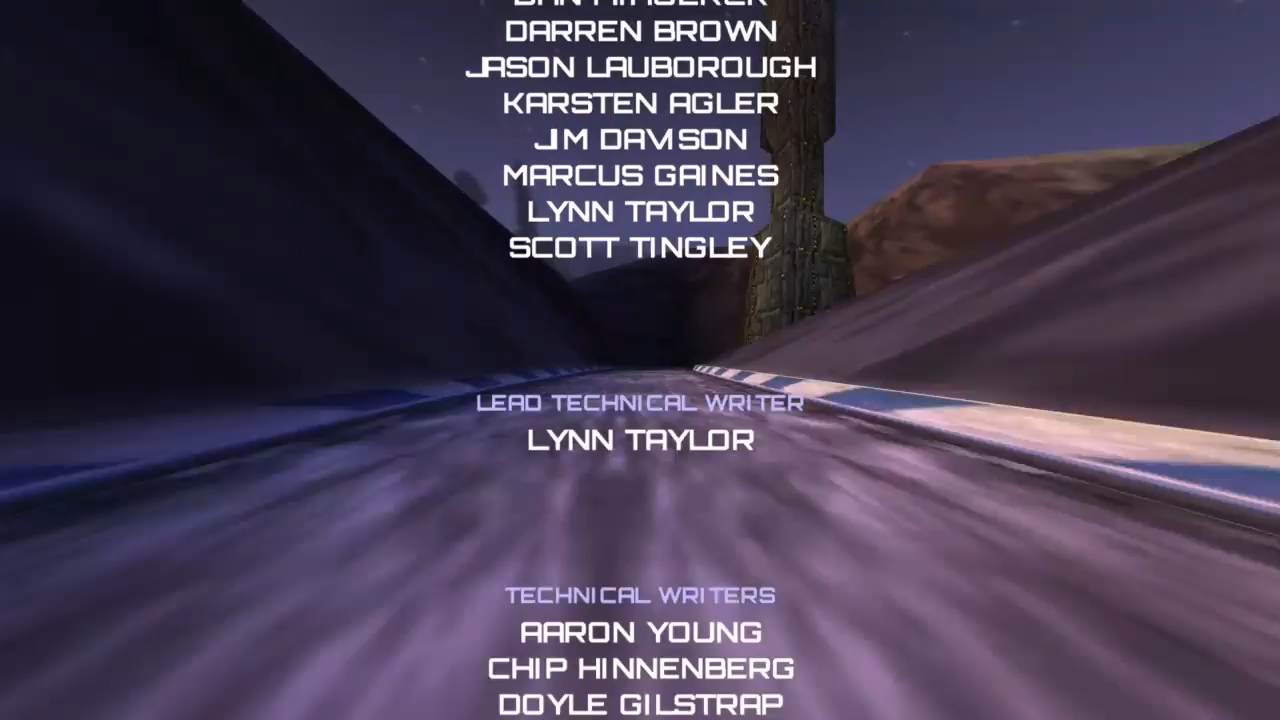 DARREN BROWN
JASON LAUBOROUGH
KARSTEN AGLER
JIM DAVISON
MARCUS GAINES
LYNN TAYLOR
SCOTT TINGLEY
LEAD TECHNICAL WRITER
LYNN TAYLOR
TECHNICAL WRITERS
AARON YOUNG
CHIP HINNENBERG
DOYLE GILSTRAP